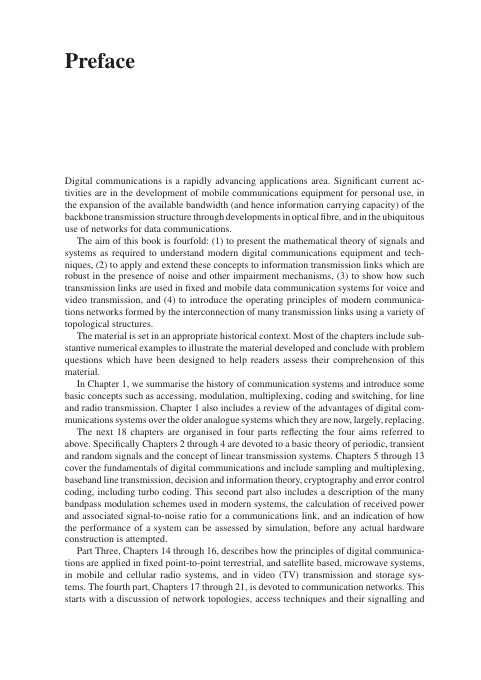 Preface
Digital communications is a rapidly advancing applications area. Significant current ac-
tivities are in the development of mobile communications equipment for personal use, in
the expansion of the available bandwidth (and hence information carrying capacity) of the
backbone transmission structure through developments in optical fibre, and in the ubiquitous
use of networks for data communications.
The aim of this book is fourfold: (1) to present the mathematical theory of signals and
systems as required to understand modern digital communications equipment and tech-
niques, (2) to apply and extend these concepts to information transmission links which are
robust in the presence of noise and other impairment mechanisms, (3) to show how such
transmission links are used in fixed and mobile data communication systems for voice and
video transmission, and (4) to introduce the operating principles of modern communica-
tions networks formed by the interconnection of many transmission links using a variety of
topological structures.
The material is set in an appropriate historical context. Most of the chapters include sub-
stantive numerical examples to illustrate the material developed and conclude with problem
questions which have been designed to help readers assess their comprehension of this
material.
In Chapter 1, we summarise the history of communication systems and introduce some
basic concepts such as accessing, modulation, multiplexing, coding and switching, for line
and radio transmission. Chapter 1 also includes a review of the advantages of digital com-
munications systems over the older analogue systems which they are now, largely, replacing.
The next 18 chapters are organised in four parts reflecting the four aims referred to
above. Specifically Chapters 2 through 4 are devoted to a basic theory of periodic, transient
and random signals and the concept of linear transmission systems. Chapters 5 through 13
cover the fundamentals of digital communications and include sampling and multiplexing,
baseband line transmission, decision and information theory, cryptography and error control
coding, including turbo coding. This second part also includes a description of the many
bandpass modulation schemes used in modern systems, the calculation of received power
and associated signal-to-noise ratio for a communications link, and an indication of how
the performance of a system can be assessed by simulation, before any actual hardware
construction is attempted.
Part Three, Chapters 14 through 16, describes how the principles of digital communica-
tions are applied in fixed point-to-point terrestrial, and satellite based, microwave systems,
in mobile and cellular radio systems, and in video (TV) transmission and storage sys-
tems. The fourth part, Chapters 17 through 21, is devoted to communication networks. This
starts with a discussion of network topologies, access techniques and their signalling and